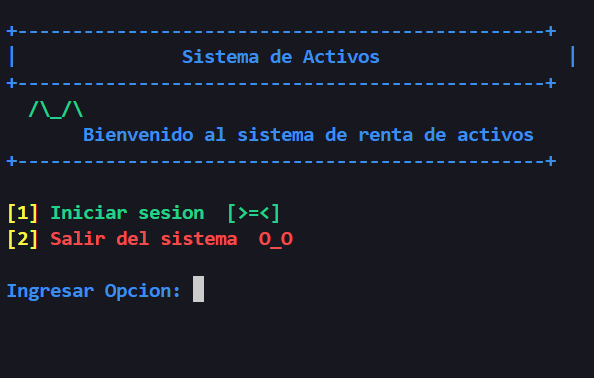 +------------------------------------------------+
|               Sistema de Activos                 |
+------------------------------------------------+
  /\_/\
       Bienvenido al sistema de renta de activos
+------------------------------------------------+
[1] Iniciar sesion  [>=<]
[2] Salir del sistema  O_O
Ingresar Opcion: